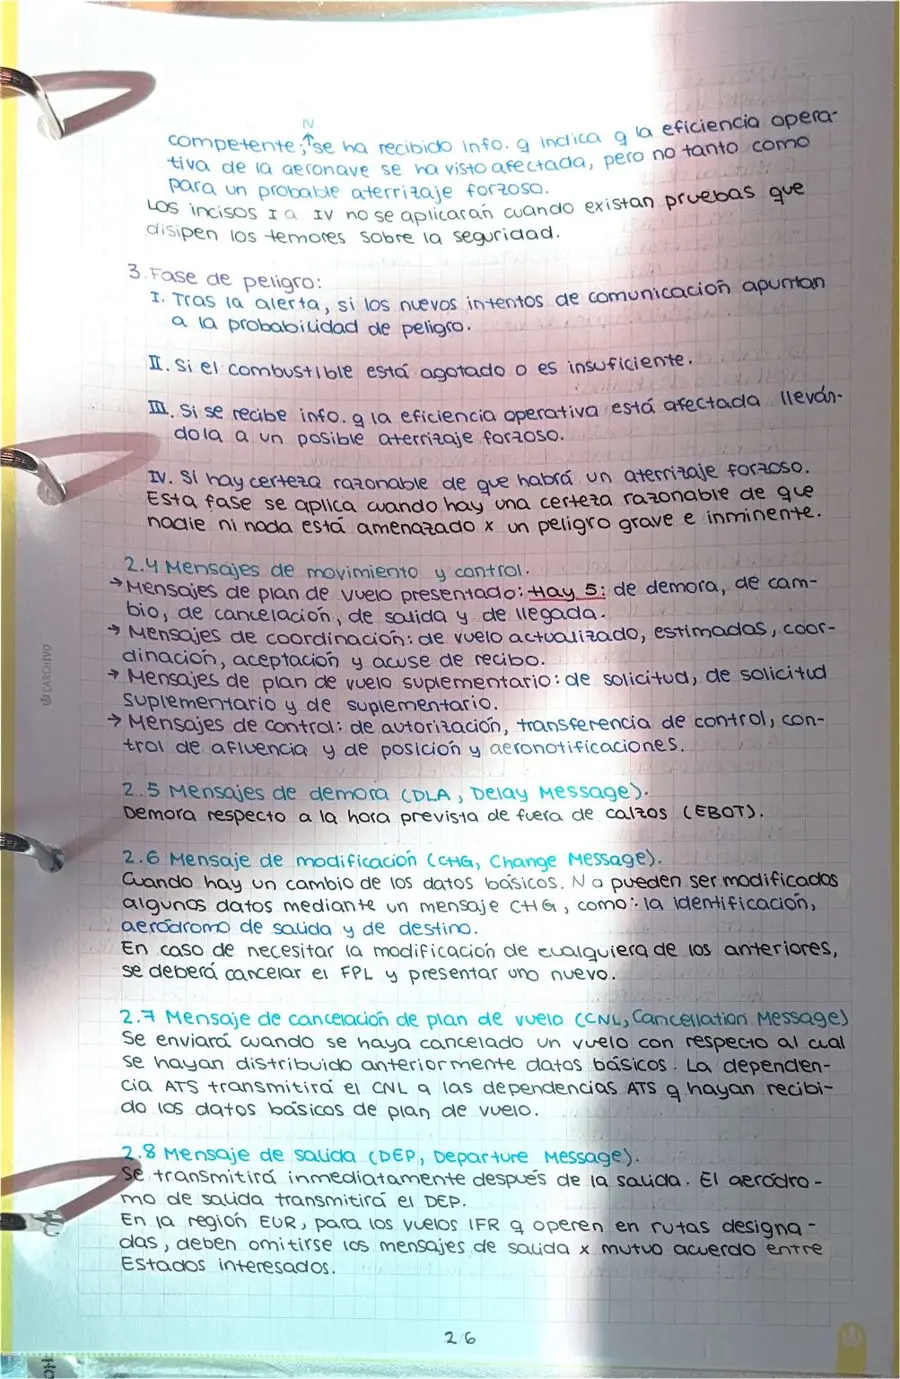 IV
competente; ↑se ha recibido info. q indica q la eficiencia opera-
tiva de la aeronave se ha visto afectada, pero no tanto como
para un probable aterrizaje forzoso.
Los incisos I a IV no se aplicarán cuando existan pruebas que
disipen los temores sobre la seguridad.
3. Fase de peligro:
I. Tras la alerta, si los nuevos intentos de comunicación apuntan
a la probabilidad de peligro.
II. Si el combustible está agotado o es insuficiente.
III. Si se recibe info. q la eficiencia operativa está afectada lleván-
dola a un posible aterrizaje forzoso.
IV. Si hay certeza razonable de que habrá un aterrizaje forzoso.
Esta fase se aplica cuando hay una certeza razonable de que
nadie ni nada está amenazado x un peligro grave e inminente.
2.4 Mensajes de movimiento y control.
→ Mensajes de plan de vuelo presentado: Hay 5: de demora, de cam-
bio, de cancelación, de salida y de llegada.
→ Mensajes de coordinación: de vuelo actualizado, estimadas, coor-
dinación, aceptación y acuse de recibo.
→ Mensajes de plan de vuelo suplementario: de solicitud, de solicitud
suplementario y de suplementario.
→ Mensajes de control: de autorización, transferencia de control, con-
trol de afluencia y de posición y aeronotificaciones.
2.5 Mensajes de demora (DLA, Delay Message).
Demora respecto a la hora prevista de fuera de calzos (EBOT).
2.6 Mensaje de modificación (CHG, Change Message).
Cuando hay un cambio de los datos básicos. No pueden ser modificados
algunos datos mediante un mensaje CHG, como: la identificación,
aeródromo de salida y de destino.
En caso de necesitar la modificación de cualquiera de los anteriores,
se deberá cancelar el FPL y presentar uno nuevo.
2.7 Mensaje de cancelación de plan de vuelo (CNL, Cancellation Message)
Se enviará cuando se haya cancelado un vuelo con respecto al cual
se hayan distribuido anteriormente datos básicos. La dependen-
cia ATS transmitirá el CNL a las dependencias ATS q hayan recibi-
do los datos básicos de plan de vuelo.
2.8 Mensaje de salida (DEP, Departure Message).
Se transmitirá inmediatamente después de la salida. El aeródro-
mo de salida transmitirá el DEP.
En la región EUR, para los vuelos IFR q operen en rutas designa-
das, deben omitirse los mensajes de salida x mutuo acuerdo entre
Estados interesados.
26
CARCHIVO